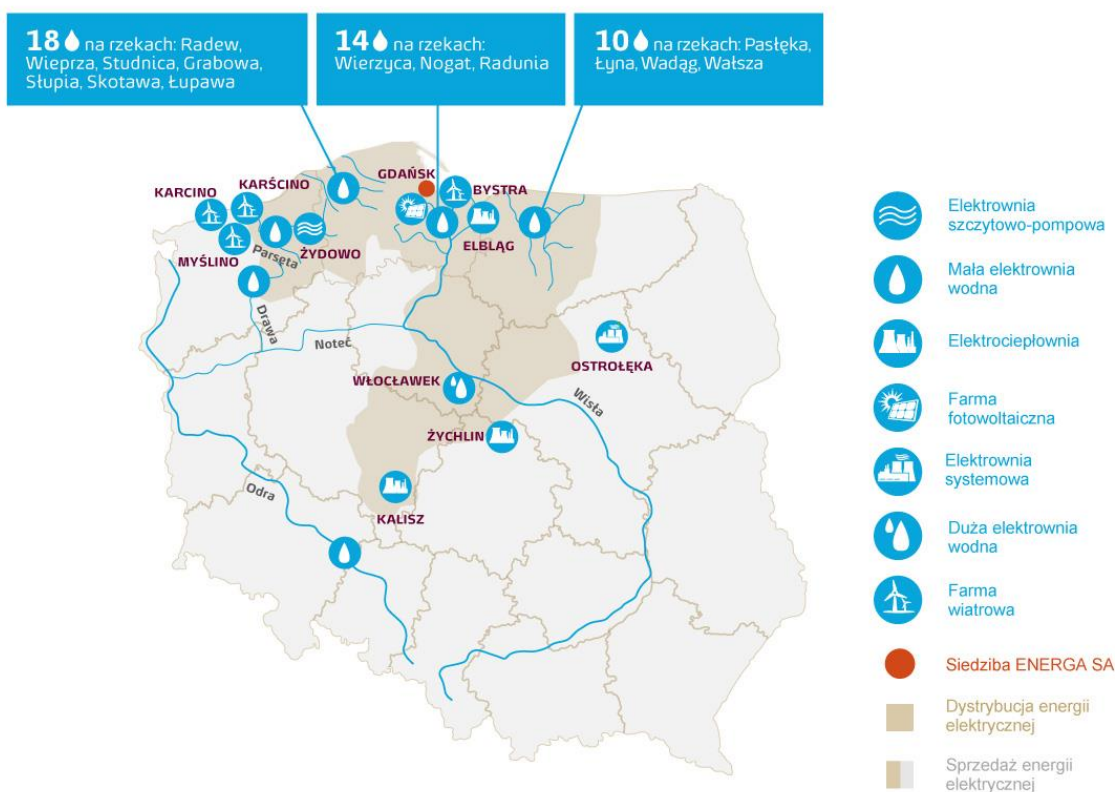 18 na rzekach: Radew,
Wieprza, Studnica, Grabowa,
Słupia, Skotawa, Łupawa
14 na rzekach:
Wierzyca, Nogat, Radunia
10 na rzekach: Pasłęka,
Łyna, Wadąg, Wałsza
GDAŃSK
BYSTRA
KARŚCINO
KARCINO
ELBLĄG
ŻYDOWO
MYŚLINO
Parsęta
Drawa
Noteć
OSTROŁĘKA
WŁOCŁAWEK
Wisła
ŻYCHLIN
Odra
KALISZ
Elektrownia
szczytowo-pompowa
Mała elektrownia
wodna
Elektrociepłownia
Farma
fotowoltaiczna
Elektrownia
systemowa
Duża elektrownia
wodna
Farma
wiatrowa
Siedziba ENERGA SA
Dystrybucja energii
elektrycznej
Sprzedaż energii
elektrycznej